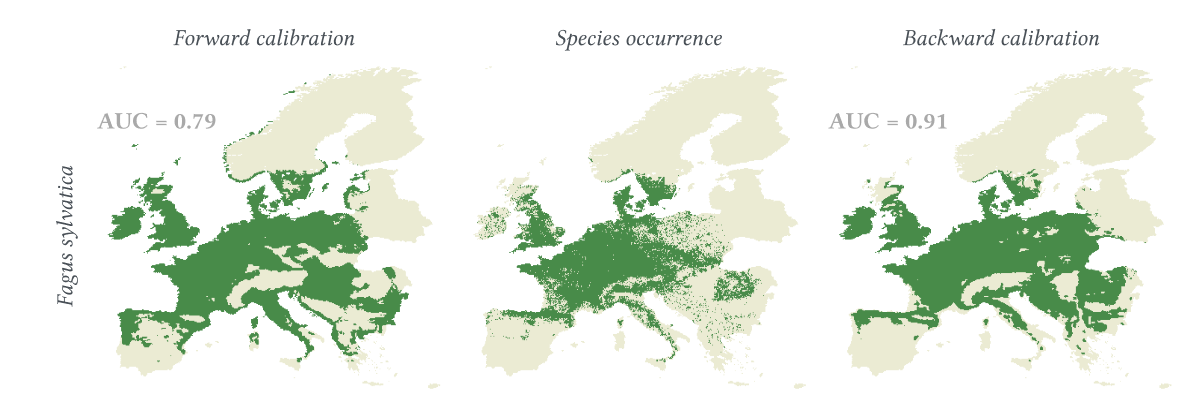 Forward calibration
Species occurrence
Backward calibration
AUC = 0.79
AUC = 0.91
Fagus sylvatica